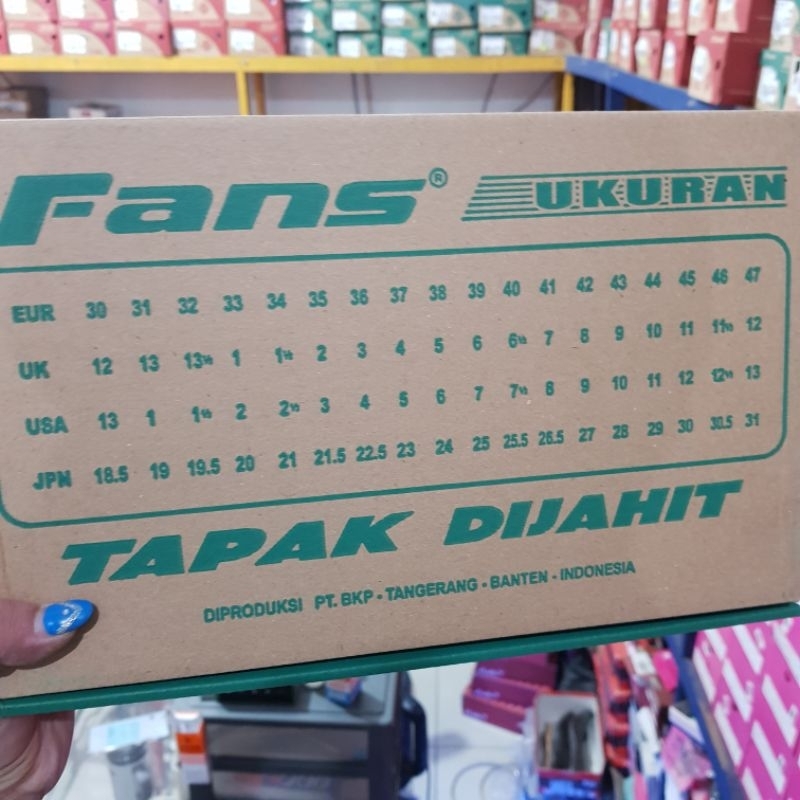 Fans® UKURAN
EUR 30 31 32 33 34 35 36 37 38 39 40 41 42 43 44 45 46 47
UK 12 13 13½ 1 1½ 2 3 4 5 6 6½ 7 8 9 10 11 11½ 12
USA 13 1 1½ 2 2½ 3 4 5 6 7 7½ 8 9 10 11 12 12½ 13
JPN 18.5 19 19.5 20 21 21.5 22.5 23 24 25 25.5 26.5 27 28 29 30 30.5 31
TAPAK DIJAHIT
DIPRODUKSI PT. BKP - TANGERANG - BANTEN - INDONESIA